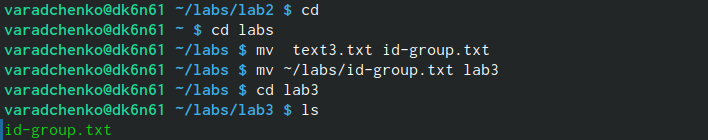 varadchenko@dk6n61 ~/labs/lab2 $ cd
varadchenko@dk6n61 ~ $ cd labs
varadchenko@dk6n61 ~/labs $ mv  text3.txt id-group.txt
varadchenko@dk6n61 ~/labs $ mv ~/labs/id-group.txt lab3
varadchenko@dk6n61 ~/labs $ cd lab3
varadchenko@dk6n61 ~/labs/lab3 $ ls
id-group.txt